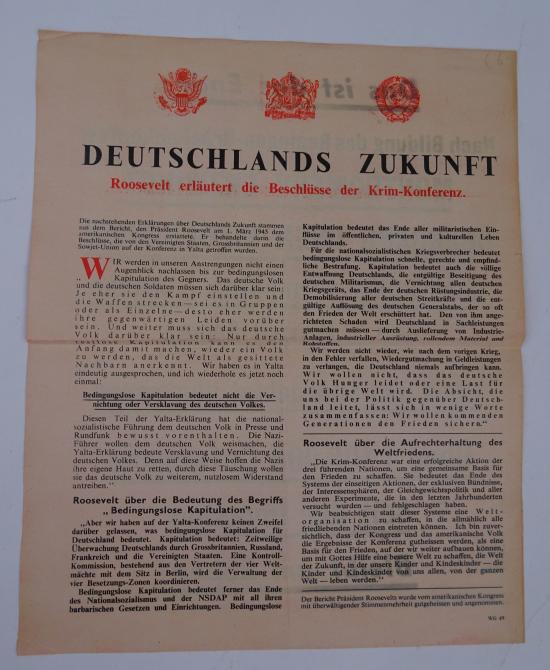 DEUTSCHLANDS ZUKUNFT
Roosevelt erläutert die Beschlüsse der Krim-Konferenz.
Die nachstehenden Erklärungen über Deutschlands Zukunft stammen
aus dem Bericht, den Präsident Roosevelt am 1. März 1945 dem
amerikanischen Kongress erstattete. Er behandelte darin die
Beschlüsse, die von den Vereinigten Staaten, Grossbritannien und der
Sowjet-Union auf der Konferenz in Yalta getroffen wurden.
„WIR werden in unseren Anstrengungen nicht einen
Augenblick nachlassen bis zur bedingungslosen
Kapitulation des Gegners. Das deutsche Volk
und die deutschen Soldaten müssen sich darüber klar sein:
Je eher sie den Kampf einstellen und
die Waffen strecken—sei es in Gruppen
oder als Einzelne—desto eher werden
ihre gegenwärtigen Leiden vorüber
sein. Und weiter muss sich das deutsche
Volk darüber klar sein: Nur durch
restlose Kapitulation kann es den
Anfang damit machen, wieder ein Volk
zu werden, das die Welt als gesittete
Nachbarn anerkennt. Wir haben es in Yalta
eindeutig ausgesprochen, und ich wiederhole es jetzt noch
einmal:
Bedingungslose Kapitulation bedeutet nicht die Ver-
nichtung oder Versklavung des deutschen Volkes.
Diesen Teil der Yalta-Erklärung hat die national-
sozialistische Führung dem deutschen Volk in Presse und
Rundfunk bewusst vorenthalten. Die Nazi-
Führer wollen dem deutschen Volk weismachen, die
Yalta-Erklärung bedeute Versklavung und Vernichtung des
deutschen Volkes. Denn auf diese Weise hoffen die Nazis
ihre eigene Haut zu retten, durch diese Täuschung wollen
sie das deutsche Volk zu weiterem, nutzlosem Widerstand
antreiben.”
Roosevelt über die Bedeutung des Begriffs
„Bedingungslose Kapitulation”.
„Aber wir haben auf der Yalta-Konferenz keinen Zweifel
darüber gelassen, was bedingungslose Kapitulation für
Deutschland bedeutet. Kapitulation bedeutet: Zeitweilige
Überwachung Deutschlands durch Grossbritannien, Russland,
Frankreich und die Vereinigten Staaten. Eine Kontroll-
Kommission, bestehend aus den Vertretern der vier Welt-
mächte mit dem Sitz in Berlin, wird die Verwaltung der
vier Besetzungs-Zonen koordinieren.
Bedingungslose Kapitulation bedeutet ferner das Ende
des Nationalsozialismus und der NSDAP mit all ihren
barbarischen Gesetzen und Einrichtungen. Bedingungslose
Kapitulation bedeutet das Ende aller militaristischen Ein-
flüsse im öffentlichen, privaten und kulturellen Leben
Deutschlands.
Für die nationalsozialistischen Kriegsverbrecher bedeutet
bedingungslose Kapitulation schnelle, gerechte und empfind-
liche Bestrafung. Kapitulation bedeutet auch die völlige
Entwaffnung Deutschlands, die entgültige Beseitigung des
deutschen Militarismus, die Vernichtung allen deutschen
Kriegsgeräts, das Ende der deutschen Rüstungsindustrie, die
Demobilisierung aller deutschen Streitkräfte und die ent-
gültige Auflösung des deutschen Generalstabs, der so oft
den Frieden der Welt erschüttert hat. Den von ihm ange-
richteten Schaden wird Deutschland in Sachleistungen
gutmachen müssen—durch Auslieferung von Industrie-
Anlagen, industrieller Ausrüstung, rollendem Material und
Rohstoffen.
Wir werden nicht wieder, wie nach dem vorigen Krieg,
in den Fehler verfallen, Wiedergutmachung in Geldleistungen
zu verlangen, die Deutschland niemals aufbringen kann.
Wir wollen nicht, dass das deutsche
Volk Hunger leidet oder eine Last für
die übrige Welt wird. Die Absicht, die
uns bei der Politik gegenüber Deutsch-
land leitet, lässt sich in wenige Worte
zusammenfassen: Wir wollen kommenden
Generationen den Frieden sichern.”
Roosevelt über die Aufrechterhaltung des
Weltfriedens.
„Die Krim-Konferenz war eine erfolgreiche Aktion der
drei führenden Nationen, um eine gemeinsame Basis für
den Frieden zu schaffen. Sie bedeutet das Ende des
Systems der einseitigen Aktionen, der exklusiven Bündnisse,
der Interessensphären, der Gleichgewichtspolitik und aller
anderen Experimente, die in den letzten Jahrhunderten
versucht wurden — und fehlgeschlagen haben.
Wir beabsichtigen statt dieser Systeme eine Welt-
organisation zu schaffen, in die allmählich alle
friedliebenden Nationen eintreten können. Ich bin zuver-
sichtlich, dass der Kongress und das amerikanische Volk
die Ergebnisse der Konferenz gutheissen werden, als eine
Basis für den Frieden, auf der wir weiter aufbauen können,
um mit Gottes Hilfe eine bessere Welt zu schaffen, die Welt
der Zukunft, in der unsere Kinder und Kindeskinder — die
Kinder und Kindeskinder von uns allen, von der ganzen
Welt — leben werden.”
Der Bericht Präsident Roosevelts wurde vom amerikanischen Kongress
mit überwältigender Stimmenmehrheit gutgeheissen und angenommen.
WG 49